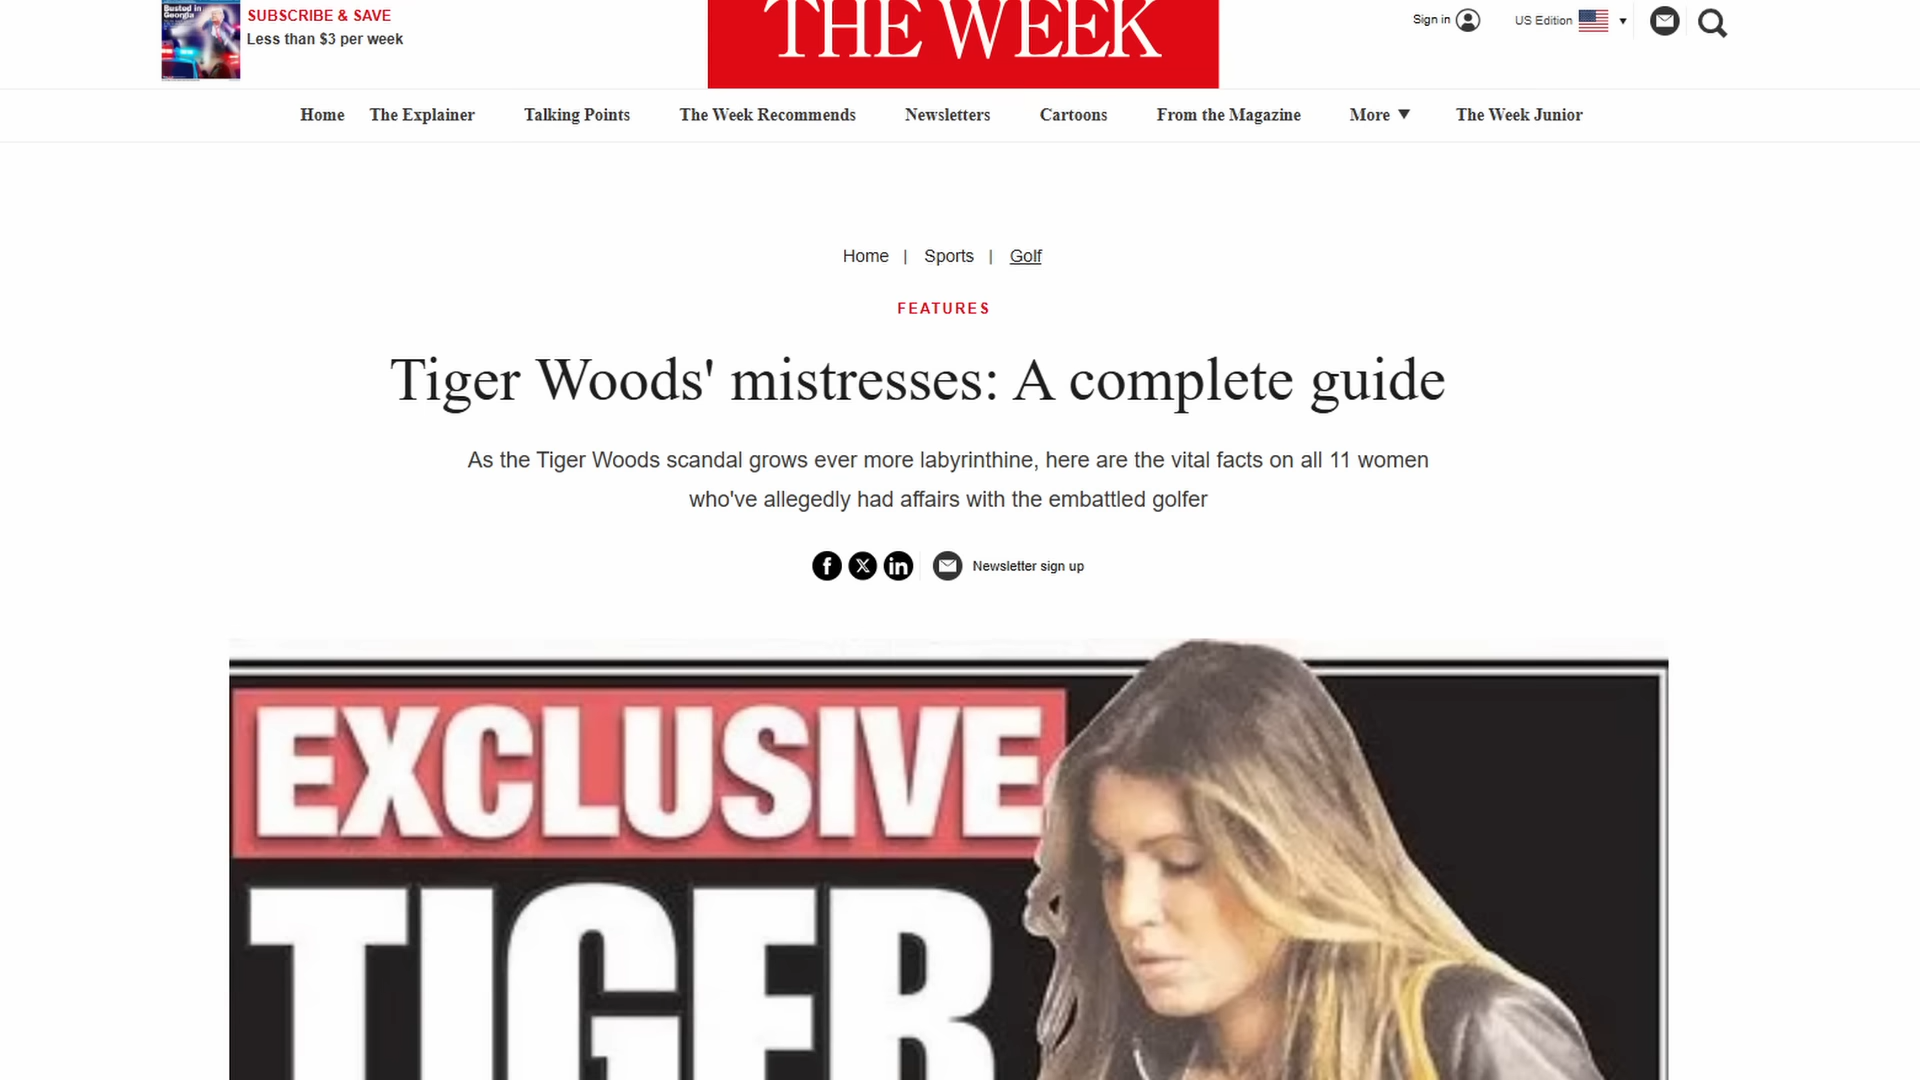 Busted in
Georgia
SUBSCRIBE & SAVE
Less than $3 per week
THE WEEK
Sign in
US Edition
Home
The Explainer
Talking Points
The Week Recommends
Newsletters
Cartoons
From the Magazine
More ▼
The Week Junior
Home | Sports | Golf
FEATURES
Tiger Woods' mistresses: A complete guide
As the Tiger Woods scandal grows ever more labyrinthine, here are the vital facts on all 11 women
who've allegedly had affairs with the embattled golfer
Newsletter sign up
EXCLUSIVE
TIGER